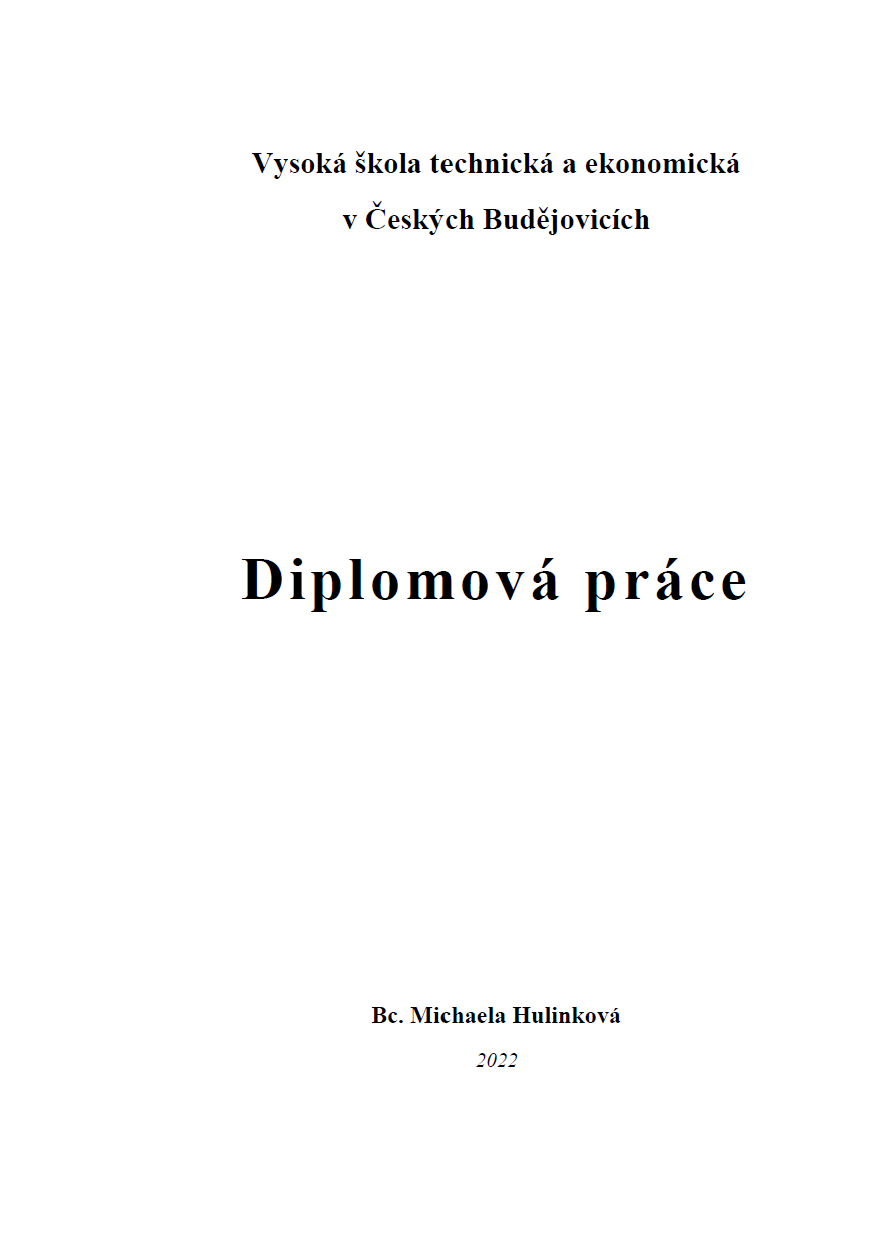 Vysoká škola technická a ekonomická
v Českých Budějovicích
Diplomová práce
Bc. Michaela Hulinková
2022